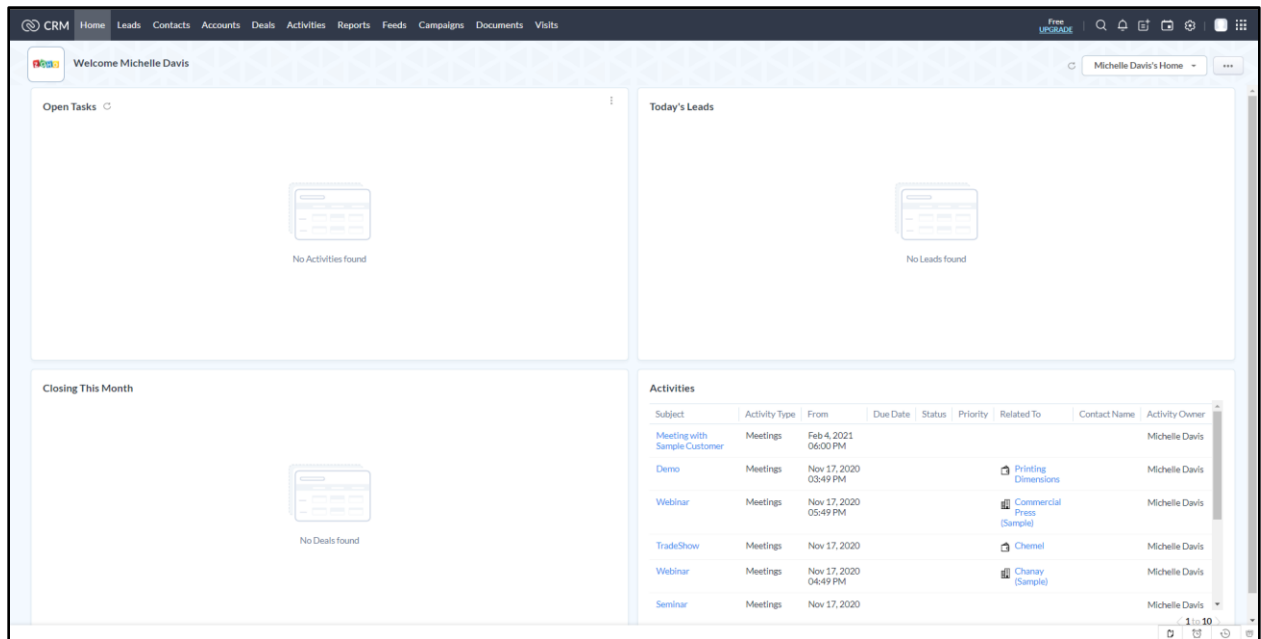 CRM Home Leads Contacts Accounts Deals Activities Reports Feeds Campaigns Documents Visits
Free
UPGRADE
Welcome Michelle Davis
Michelle Davis's Home
Open Tasks
No Activities found
Today's Leads
No Leads found
Closing This Month
No Deals found
Activities
Subject Activity Type From Due Date Status Priority Related To Contact Name Activity Owner
Meeting with Meetings Feb 4, 2021 Michelle Davis
Sample Customer 06:00 PM
Demo Meetings Nov 17, 2020 Printing Michelle Davis
03:49 PM Dimensions
Webinar Meetings Nov 17, 2020 Commercial Michelle Davis
05:49 PM Press
(Sample)
TradeShow Meetings Nov 17, 2020 Chemel Michelle Davis
Webinar Meetings Nov 17, 2020 Chanay Michelle Davis
04:49 PM (Sample)
Seminar Meetings Nov 17, 2020 Michelle Davis
1 to 10